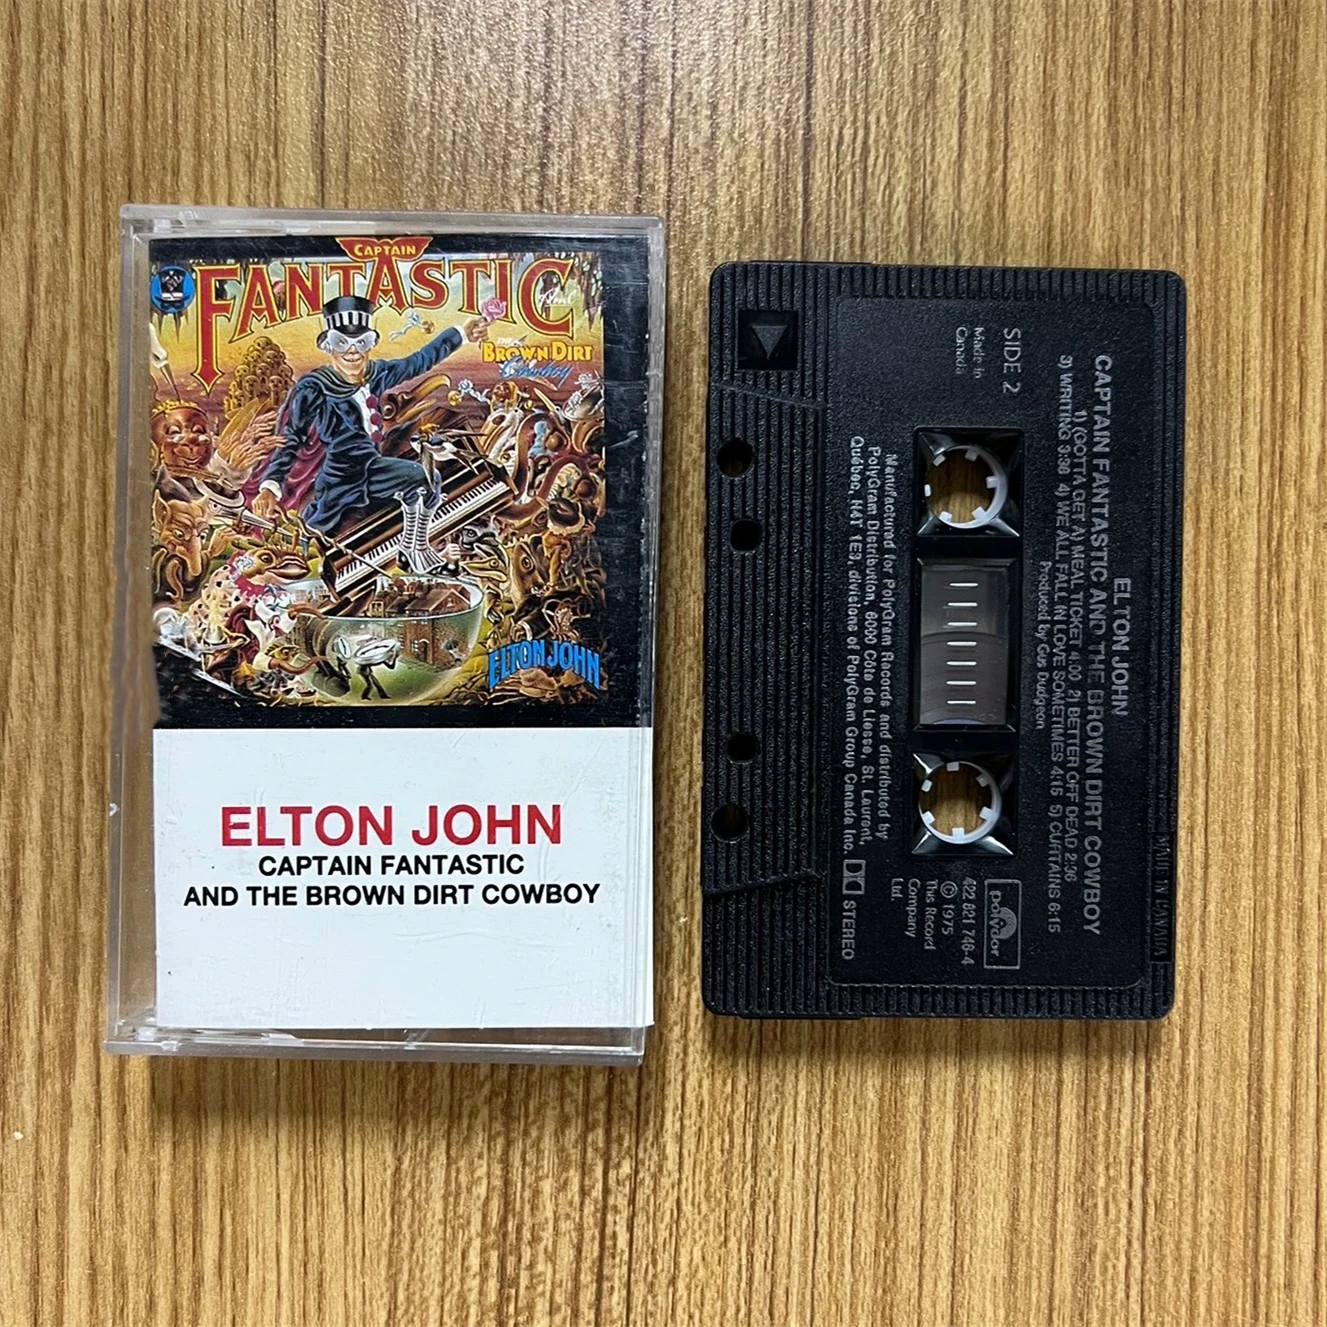 CAPTAIN
FANTASTIC
and
THE
BROWN DIRT
Cowboy
ELTON JOHN
ELTON JOHN
CAPTAIN FANTASTIC
AND THE BROWN DIRT COWBOY
ELTON JOHN
CAPTAIN FANTASTIC AND THE BROWN DIRT COWBOY
1) (GOTTA GET A) MEAL TICKET 4:00 2) BETTER OFF DEAD 2:36
3) WRITING 3:38 4) WE ALL FALL IN LOVE SOMETIMES 4:15 5) CURTAINS 6:15
Produced by Gus Dudgeon
SIDE 2
Made in
Canada
polydor
422 821 746-4
© 1975
This Record
Company
Ltd.
Manufactured for PolyGram Records and distributed by
PolyGram Distribution, 6000 Côte de Liesse, St. Laurent,
Québec, H4T 1E3, divisions of PolyGram Group Canada Inc.
STEREO
MADE IN CANADA